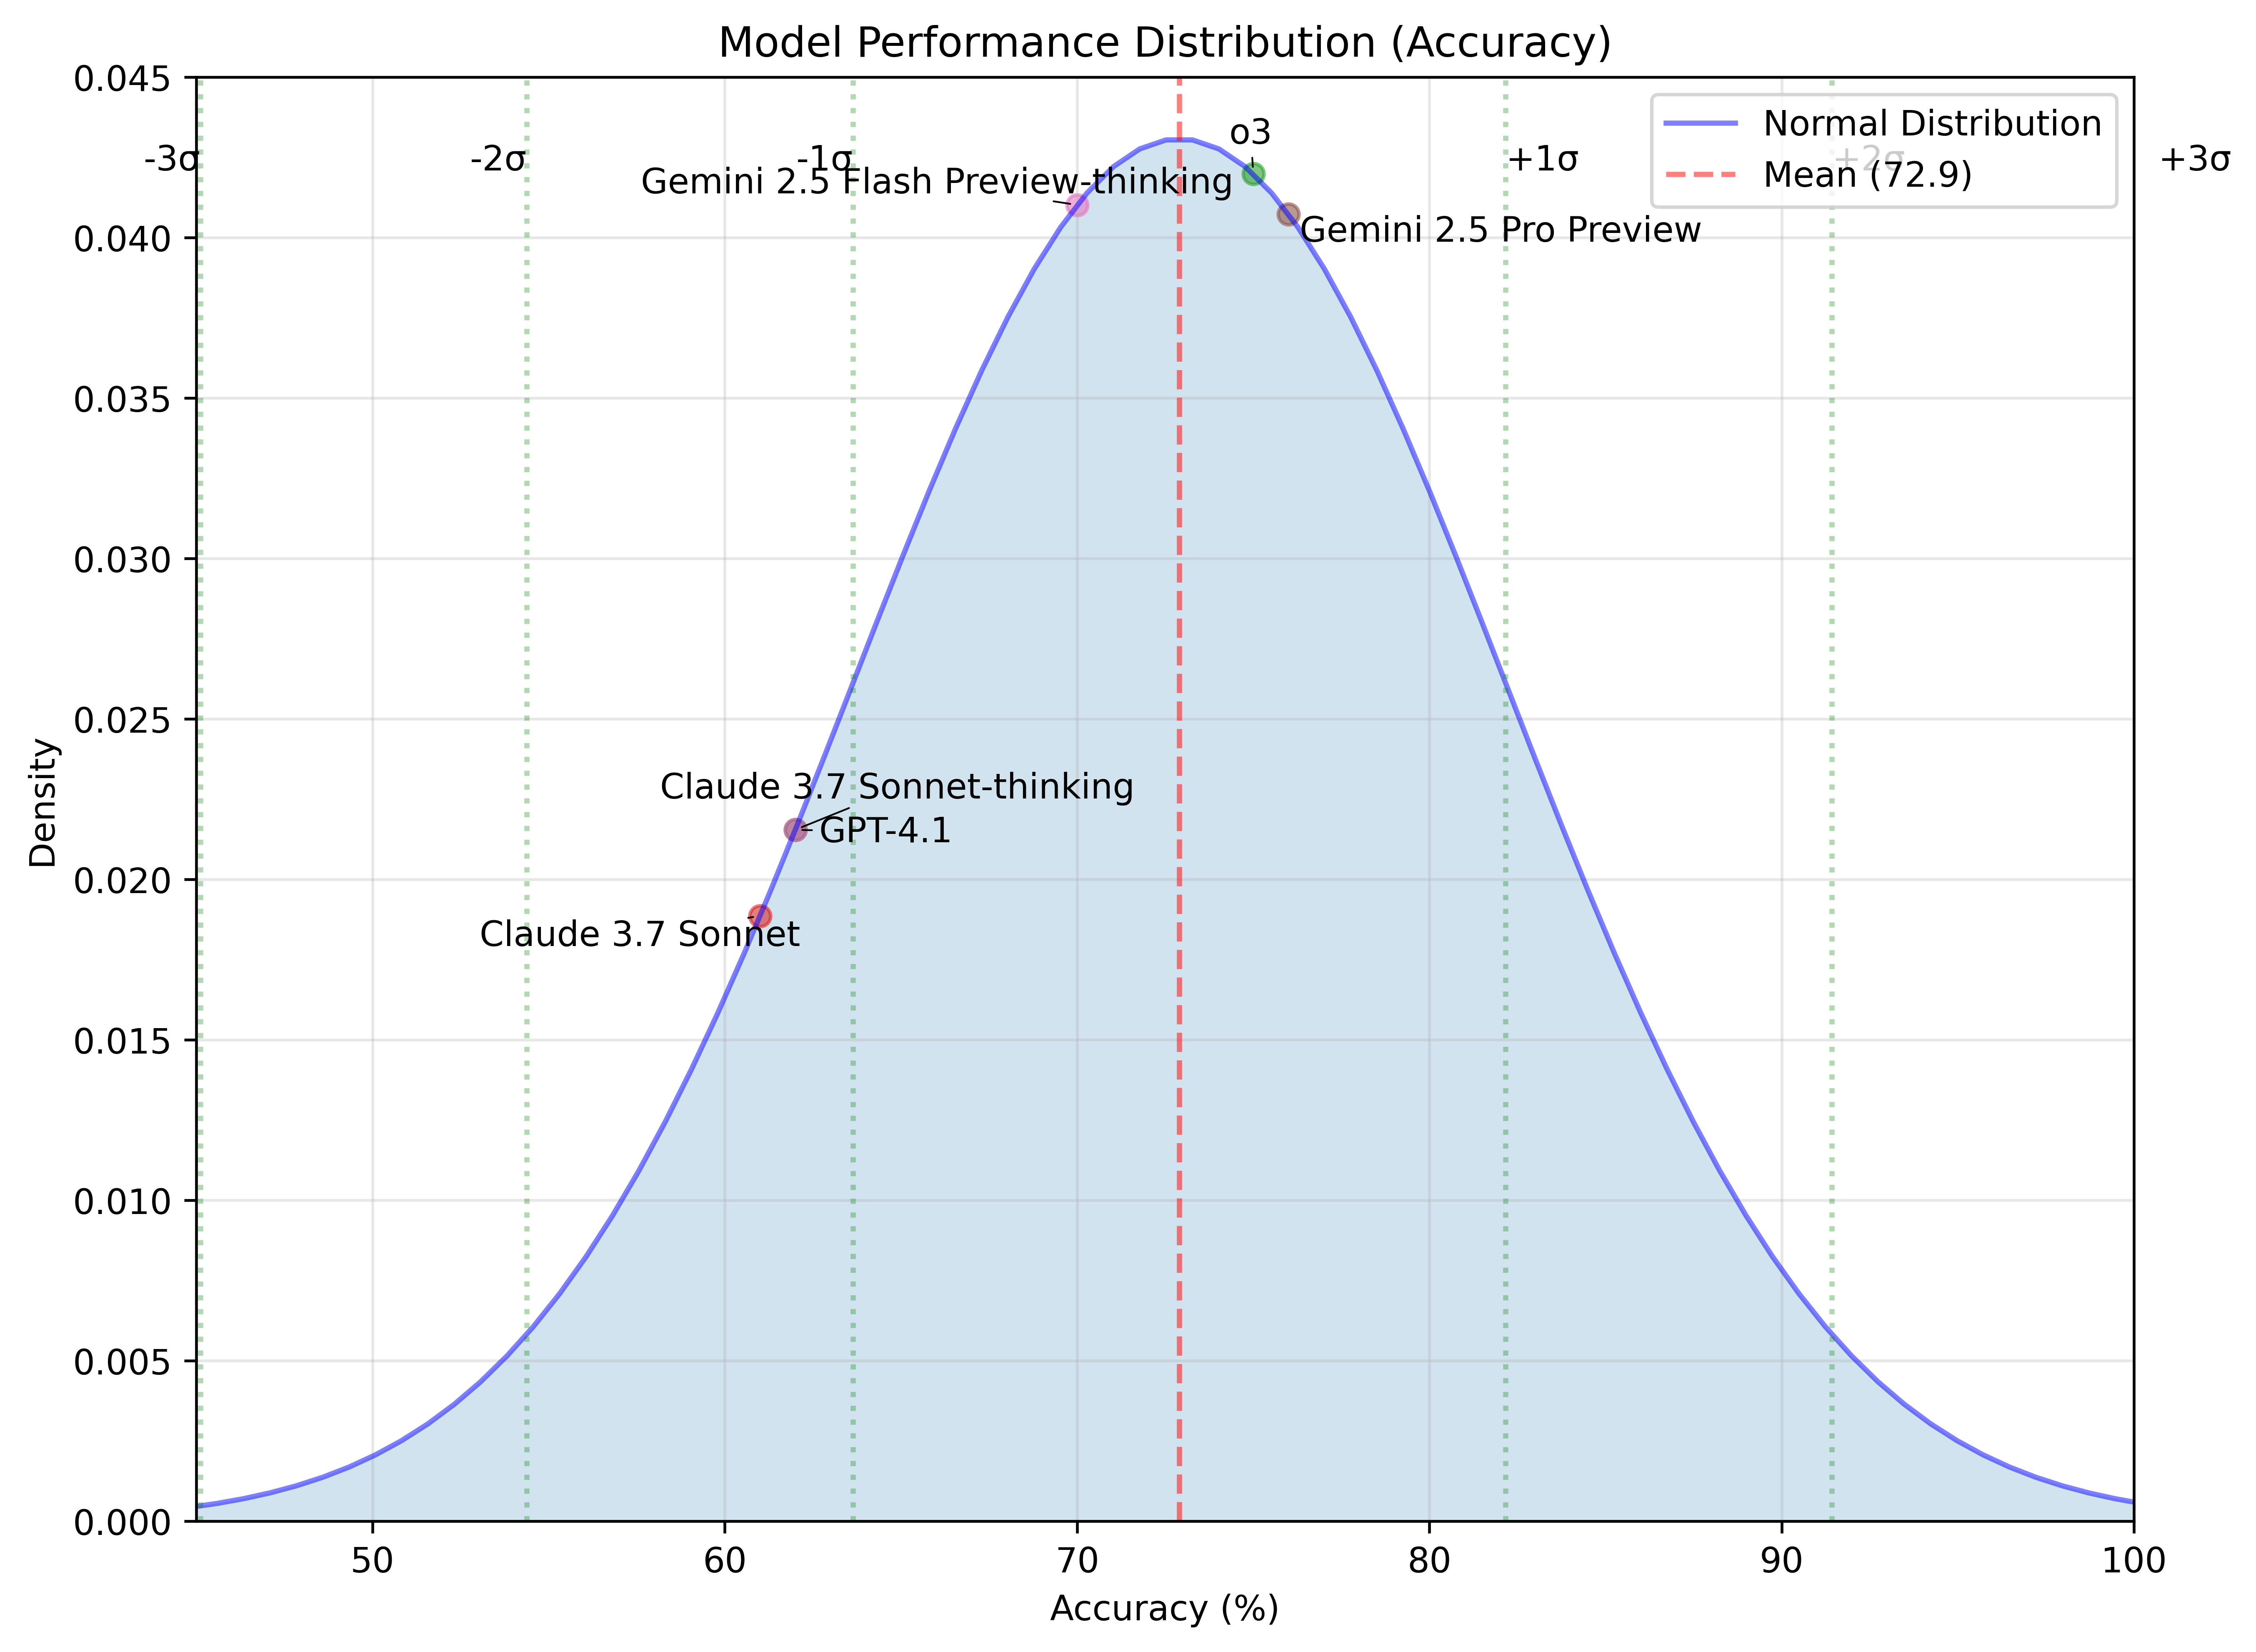 Model Performance Distribution (Accuracy)
0.045
0.040
0.035
0.030
0.025
0.020
0.015
0.010
0.005
0.000
Density
-3σ
-2σ
-1σ
+1σ
+2σ
+3σ
Normal Distribution
Mean (72.9)
o3
Gemini 2.5 Flash Preview-thinking
Gemini 2.5 Pro Preview
Claude 3.7 Sonnet-thinking
GPT-4.1
Claude 3.7 Sonnet
50
60
70
80
90
100
Accuracy (%)